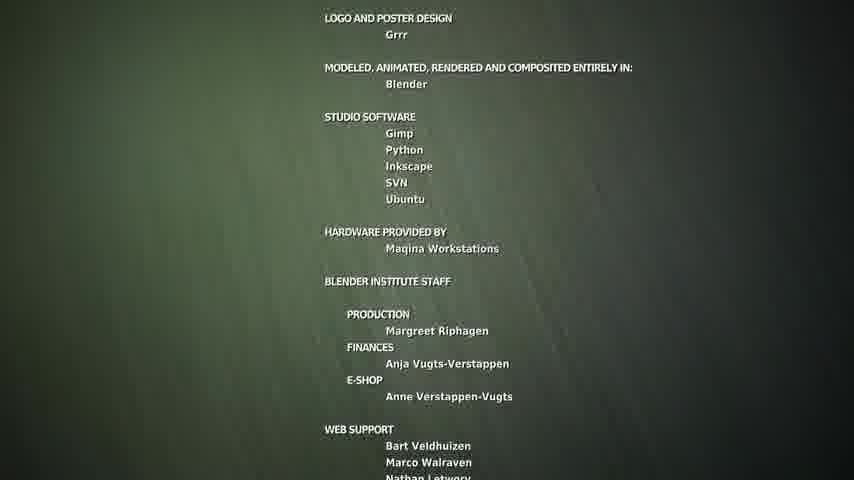 LOGO AND POSTER DESIGN
Grrr
MODELED, ANIMATED, RENDERED AND COMPOSITED ENTIRELY IN:
Blender
STUDIO SOFTWARE
Gimp
Python
Inkscape
SVN
Ubuntu
HARDWARE PROVIDED BY
Maqina Workstations
BLENDER INSTITUTE STAFF
PRODUCTION
Margreet Riphagen
FINANCES
Anja Vugts-Verstappen
E-SHOP
Anne Verstappen-Vugts
WEB SUPPORT
Bart Veldhuizen
Marco Walraven
Nathan Letwory